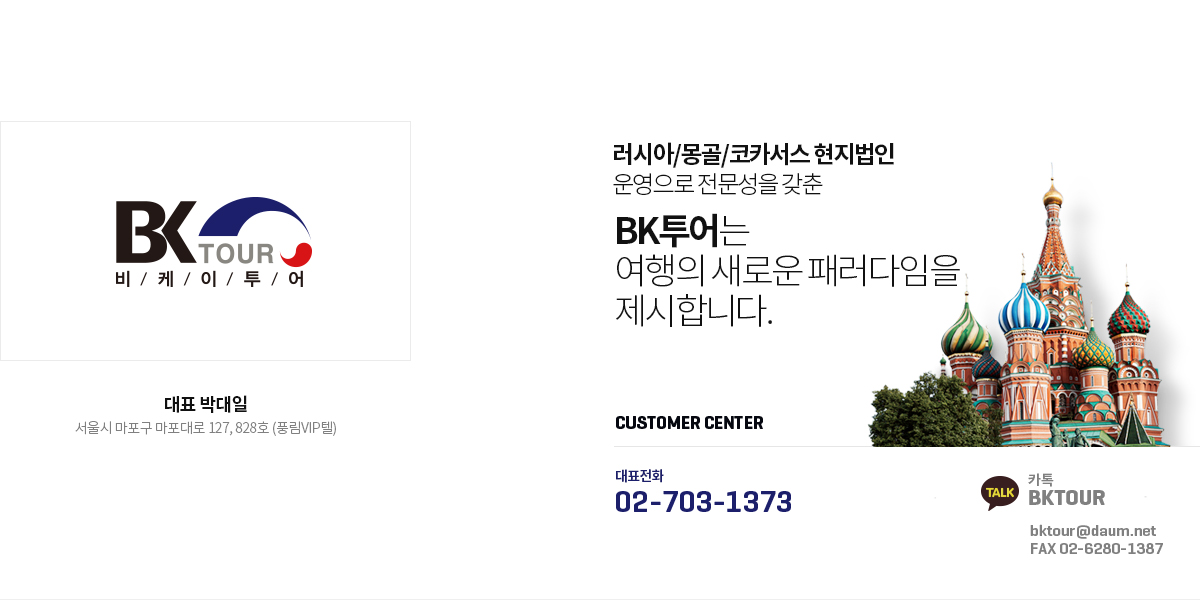 BK TOUR
비 / 케 / 이 / 투 / 어
대표 박대일
서울시 마포구 마포대로 127, 828호 (풍림VIP텔)
러시아/몽골/코카서스 현지법인
운영으로 전문성을 갖춘
BK투어는
여행의 새로운 패러다임을
제시합니다.
CUSTOMER CENTER
대표전화
02-703-1373
TALK
카톡
BKTOUR
bktour@daum.net
FAX 02-6280-1387